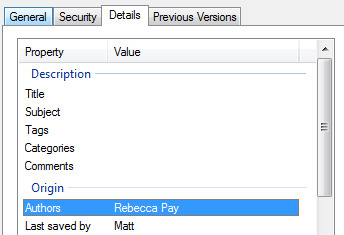 General Security Details Previous Versions
Property Value
Description
Title
Subject
Tags
Categories
Comments
Origin
Authors Rebecca Pay
Last saved by Matt